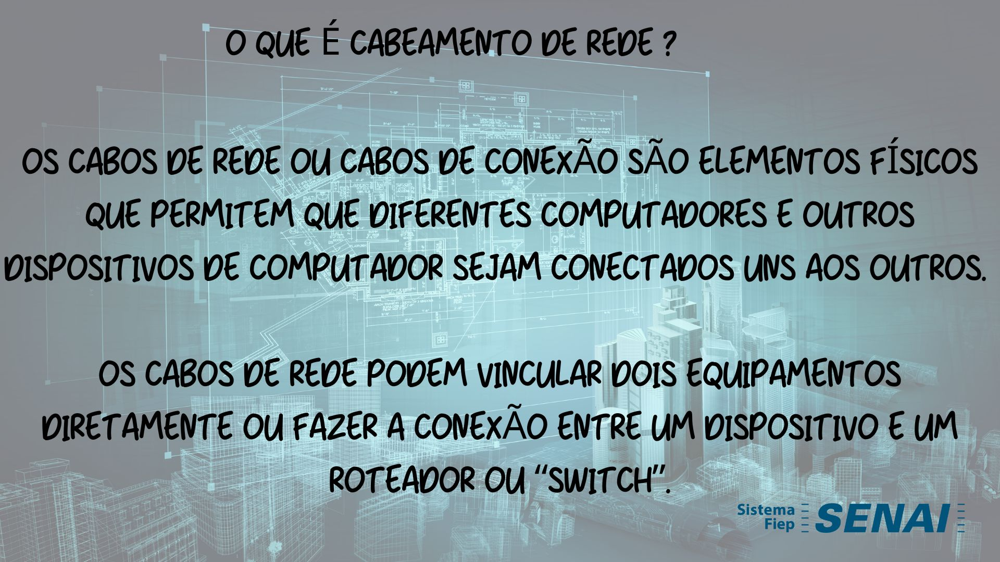 O QUE É CABEAMENTO DE REDE ?
OS CABOS DE REDE OU CABOS DE CONEXÃO SÃO ELEMENTOS FÍSICOS
QUE PERMITEM QUE DIFERENTES COMPUTADORES E OUTROS
DISPOSITIVOS DE COMPUTADOR SEJAM CONECTADOS UNS AOS OUTROS.
OS CABOS DE REDE PODEM VINCULAR DOIS EQUIPAMENTOS
DIRETAMENTE OU FAZER A CONEXÃO ENTRE UM DISPOSITIVO E UM
ROTEADOR OU “SWITCH”.
Sistema
Fiep
SENAI